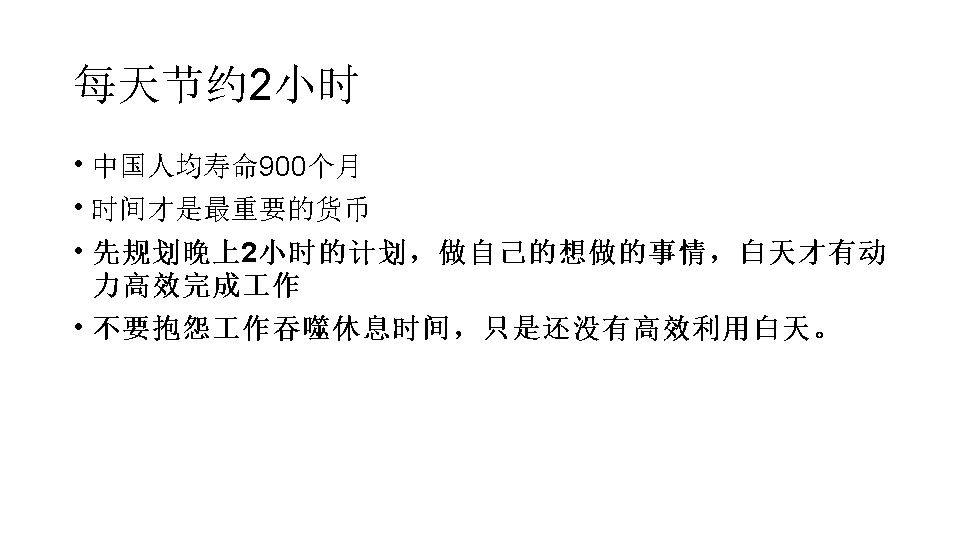 每天节约2小时
• 中国人均寿命900个月
• 时间才是最重要的货币
• 先规划晚上2小时的计划，做自己的想做的事情，白天才有动
力高效完成工作
• 不要抱怨工作吞噬休息时间，只是还没有高效利用白天。